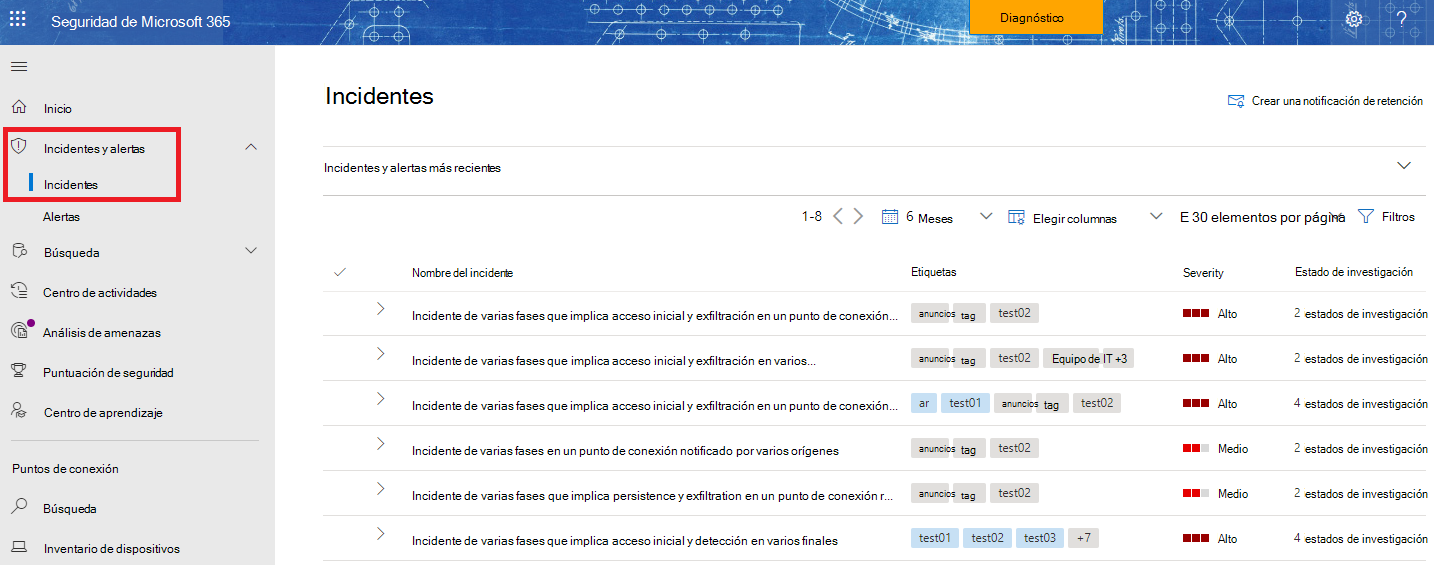 Seguridad de Microsoft 365
Diagnóstico
?
Inicio
Incidentes y alertas
Incidentes
Alertas
Búsqueda
Centro de actividades
Análisis de amenazas
Puntuación de seguridad
Centro de aprendizaje
Puntos de conexión
Búsqueda
Inventario de dispositivos
Incidentes
Crear una notificación de retención
Incidentes y alertas más recientes
1-8 6 Meses Elegir columnas E 30 elementos por página Filtros
Nombre del incidente Etiquetas Severity Estado de investigación
Incidente de varias fases que implica acceso inicial y exfiltración en un punto de conexión... anuncios tag test02 Alto 2 estados de investigación
Incidente de varias fases que implica acceso inicial y exfiltración en varios... anuncios tag test02 Equipo de IT +3 Alto 2 estados de investigación
Incidente de varias fases que implica acceso inicial y exfiltración en un punto de conexión... ar test01 anuncios tag test02 Alto 4 estados de investigación
Incidente de varias fases en un punto de conexión notificado por varios orígenes anuncios tag test02 Medio 2 estados de investigación
Incidente de varias fases que implica persistence y exfiltration en un punto de conexión r... anuncios tag test02 Medio 2 estados de investigación
Incidente de varias fases que implica acceso inicial y detección en varios finales test01 test02 test03 +7 Alto 4 estados de investigación